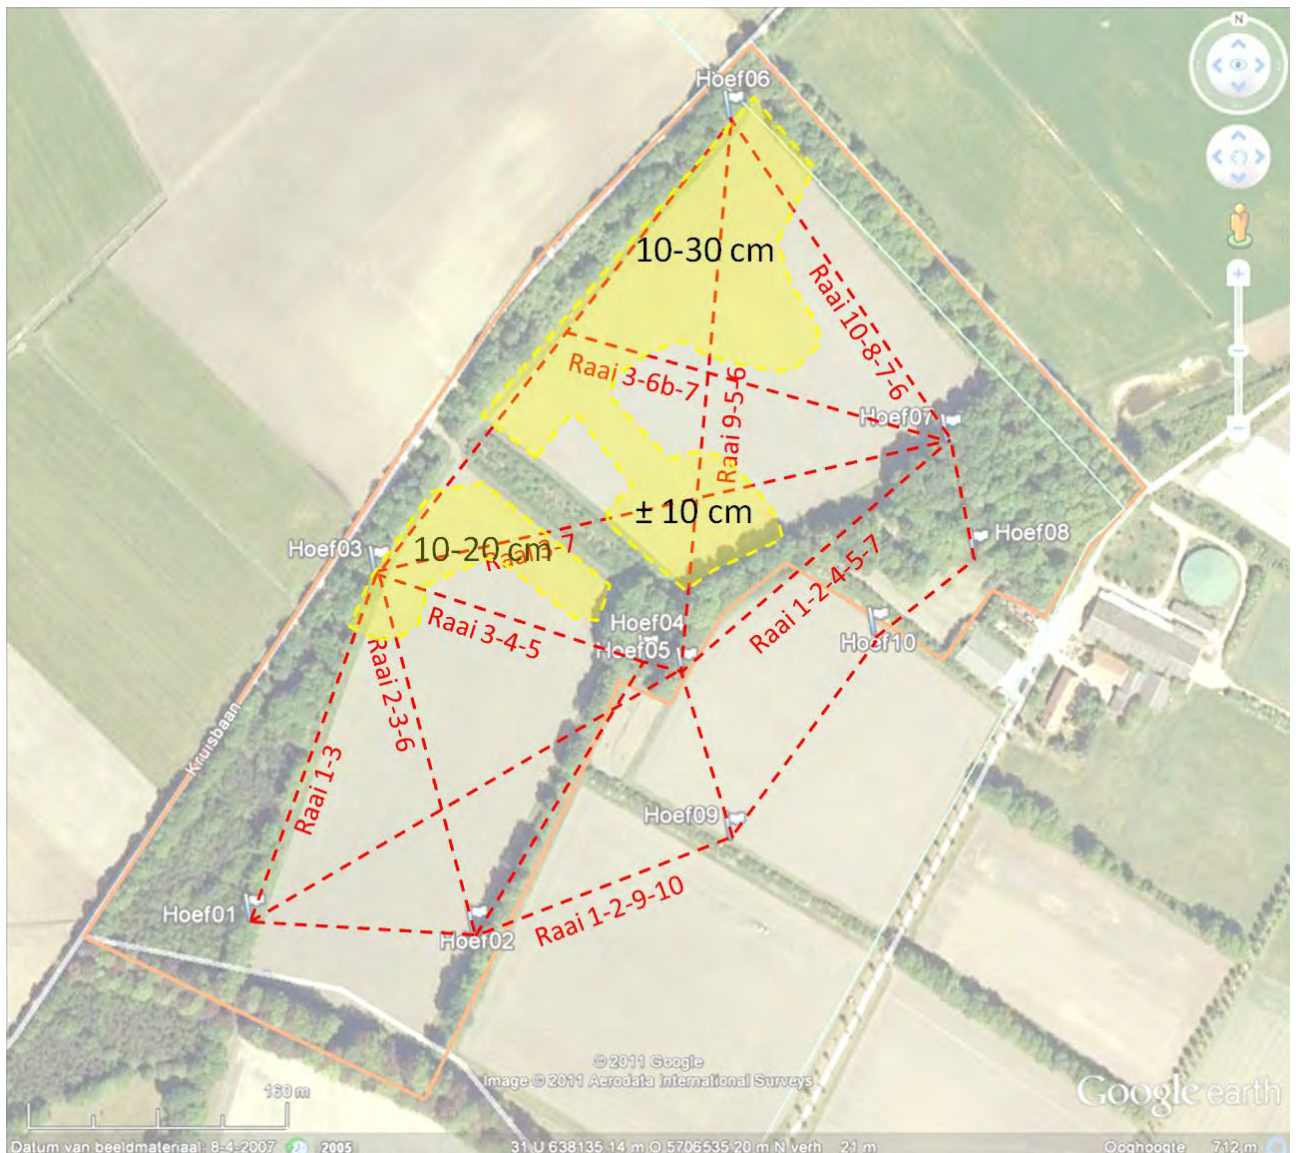 N
Hoef06
10-30 cm
Raai 10-8-7-6
Raai 3-6b-7
Raai 9-5-6
Hoef07
± 10 cm
Hoef03
10-20 cm
Hoef08
Raai 1-2-4-5-7
Raai 3-4-5
Hoef04
Hoef05
Hoef10
Raai 2-3-6
Kruisbaan
Raai 1-3
Hoef09
Raai 1-2-9-10
Hoef01
Hoef02
© 2011 Google
Image © 2011 Aerodata International Surveys
160 m
Google earth
Datum van beeldmateriaal 8-4-2007 2005 31 U 638135.14 m O 5706535.20 m N verh 21 m Ooghoogte 712 m